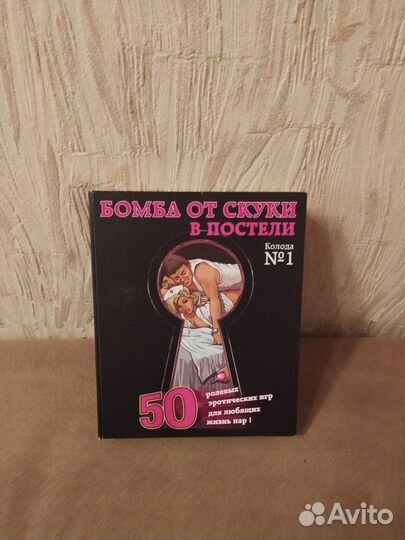 БОМБА ОТ СКУКИ
В ПОСТЕЛИ
Колода
№1
50
ролевых
эротических игр
для любящих
жизнь пар !
Avito